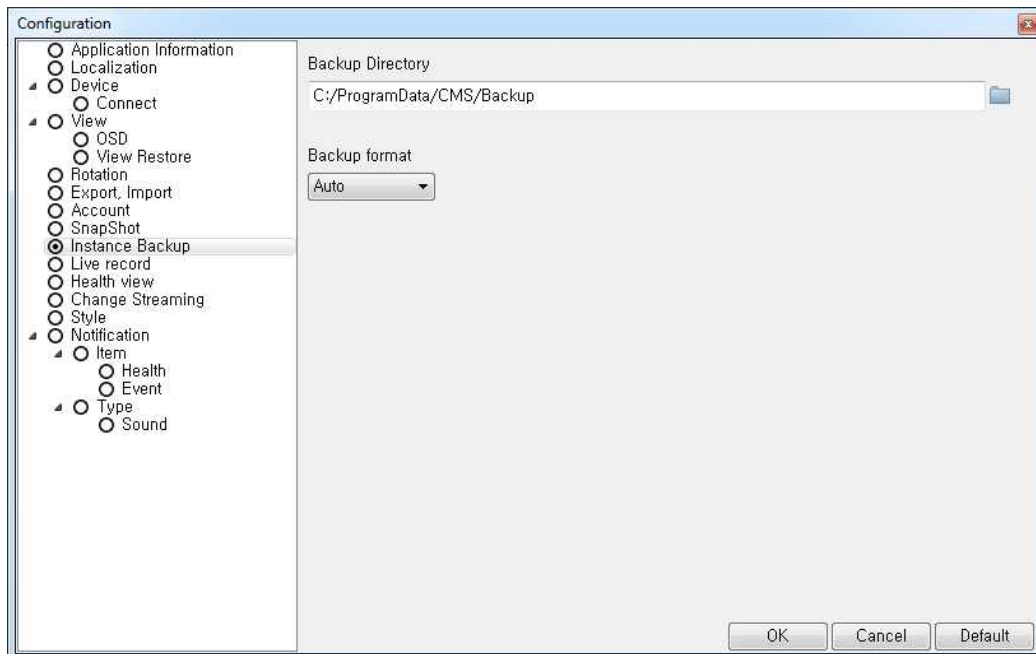 Configuration
Application Information
Localization
Device
Connect
View
OSD
View Restore
Rotation
Export, Import
Account
SnapShot
Instance Backup
Live record
Health view
Change Streaming
Style
Notification
Item
Health
Event
Type
Sound
Backup Directory
C:/ProgramData/CMS/Backup
Backup format
Auto
OK
Cancel
Default